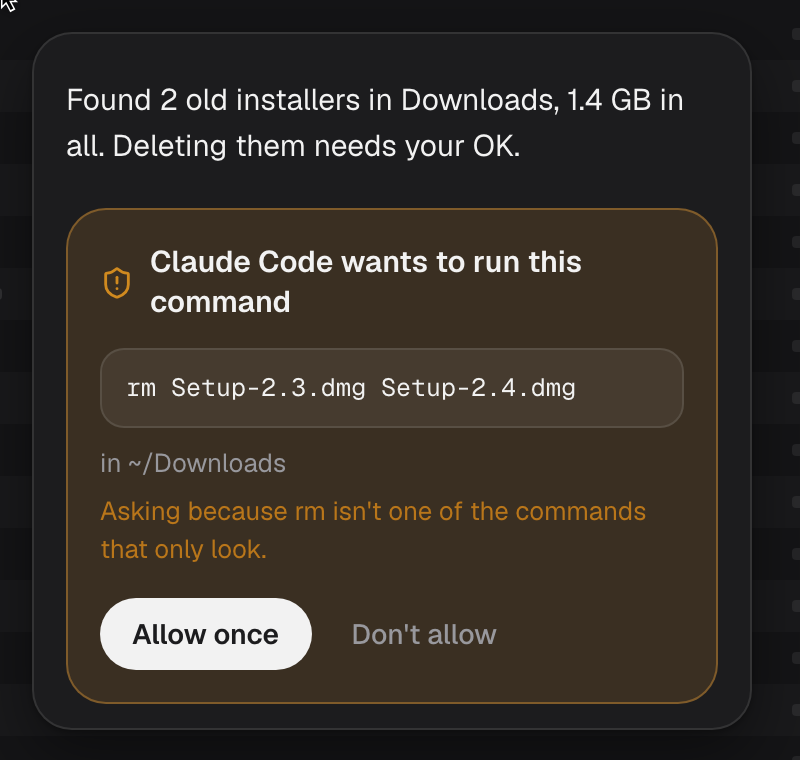 Found 2 old installers in Downloads, 1.4 GB in
all. Deleting them needs your OK.
Claude Code wants to run this
command
rm Setup-2.3.dmg Setup-2.4.dmg
in ~/Downloads
Asking because rm isn't one of the commands
that only look.
Allow once
Don't allow